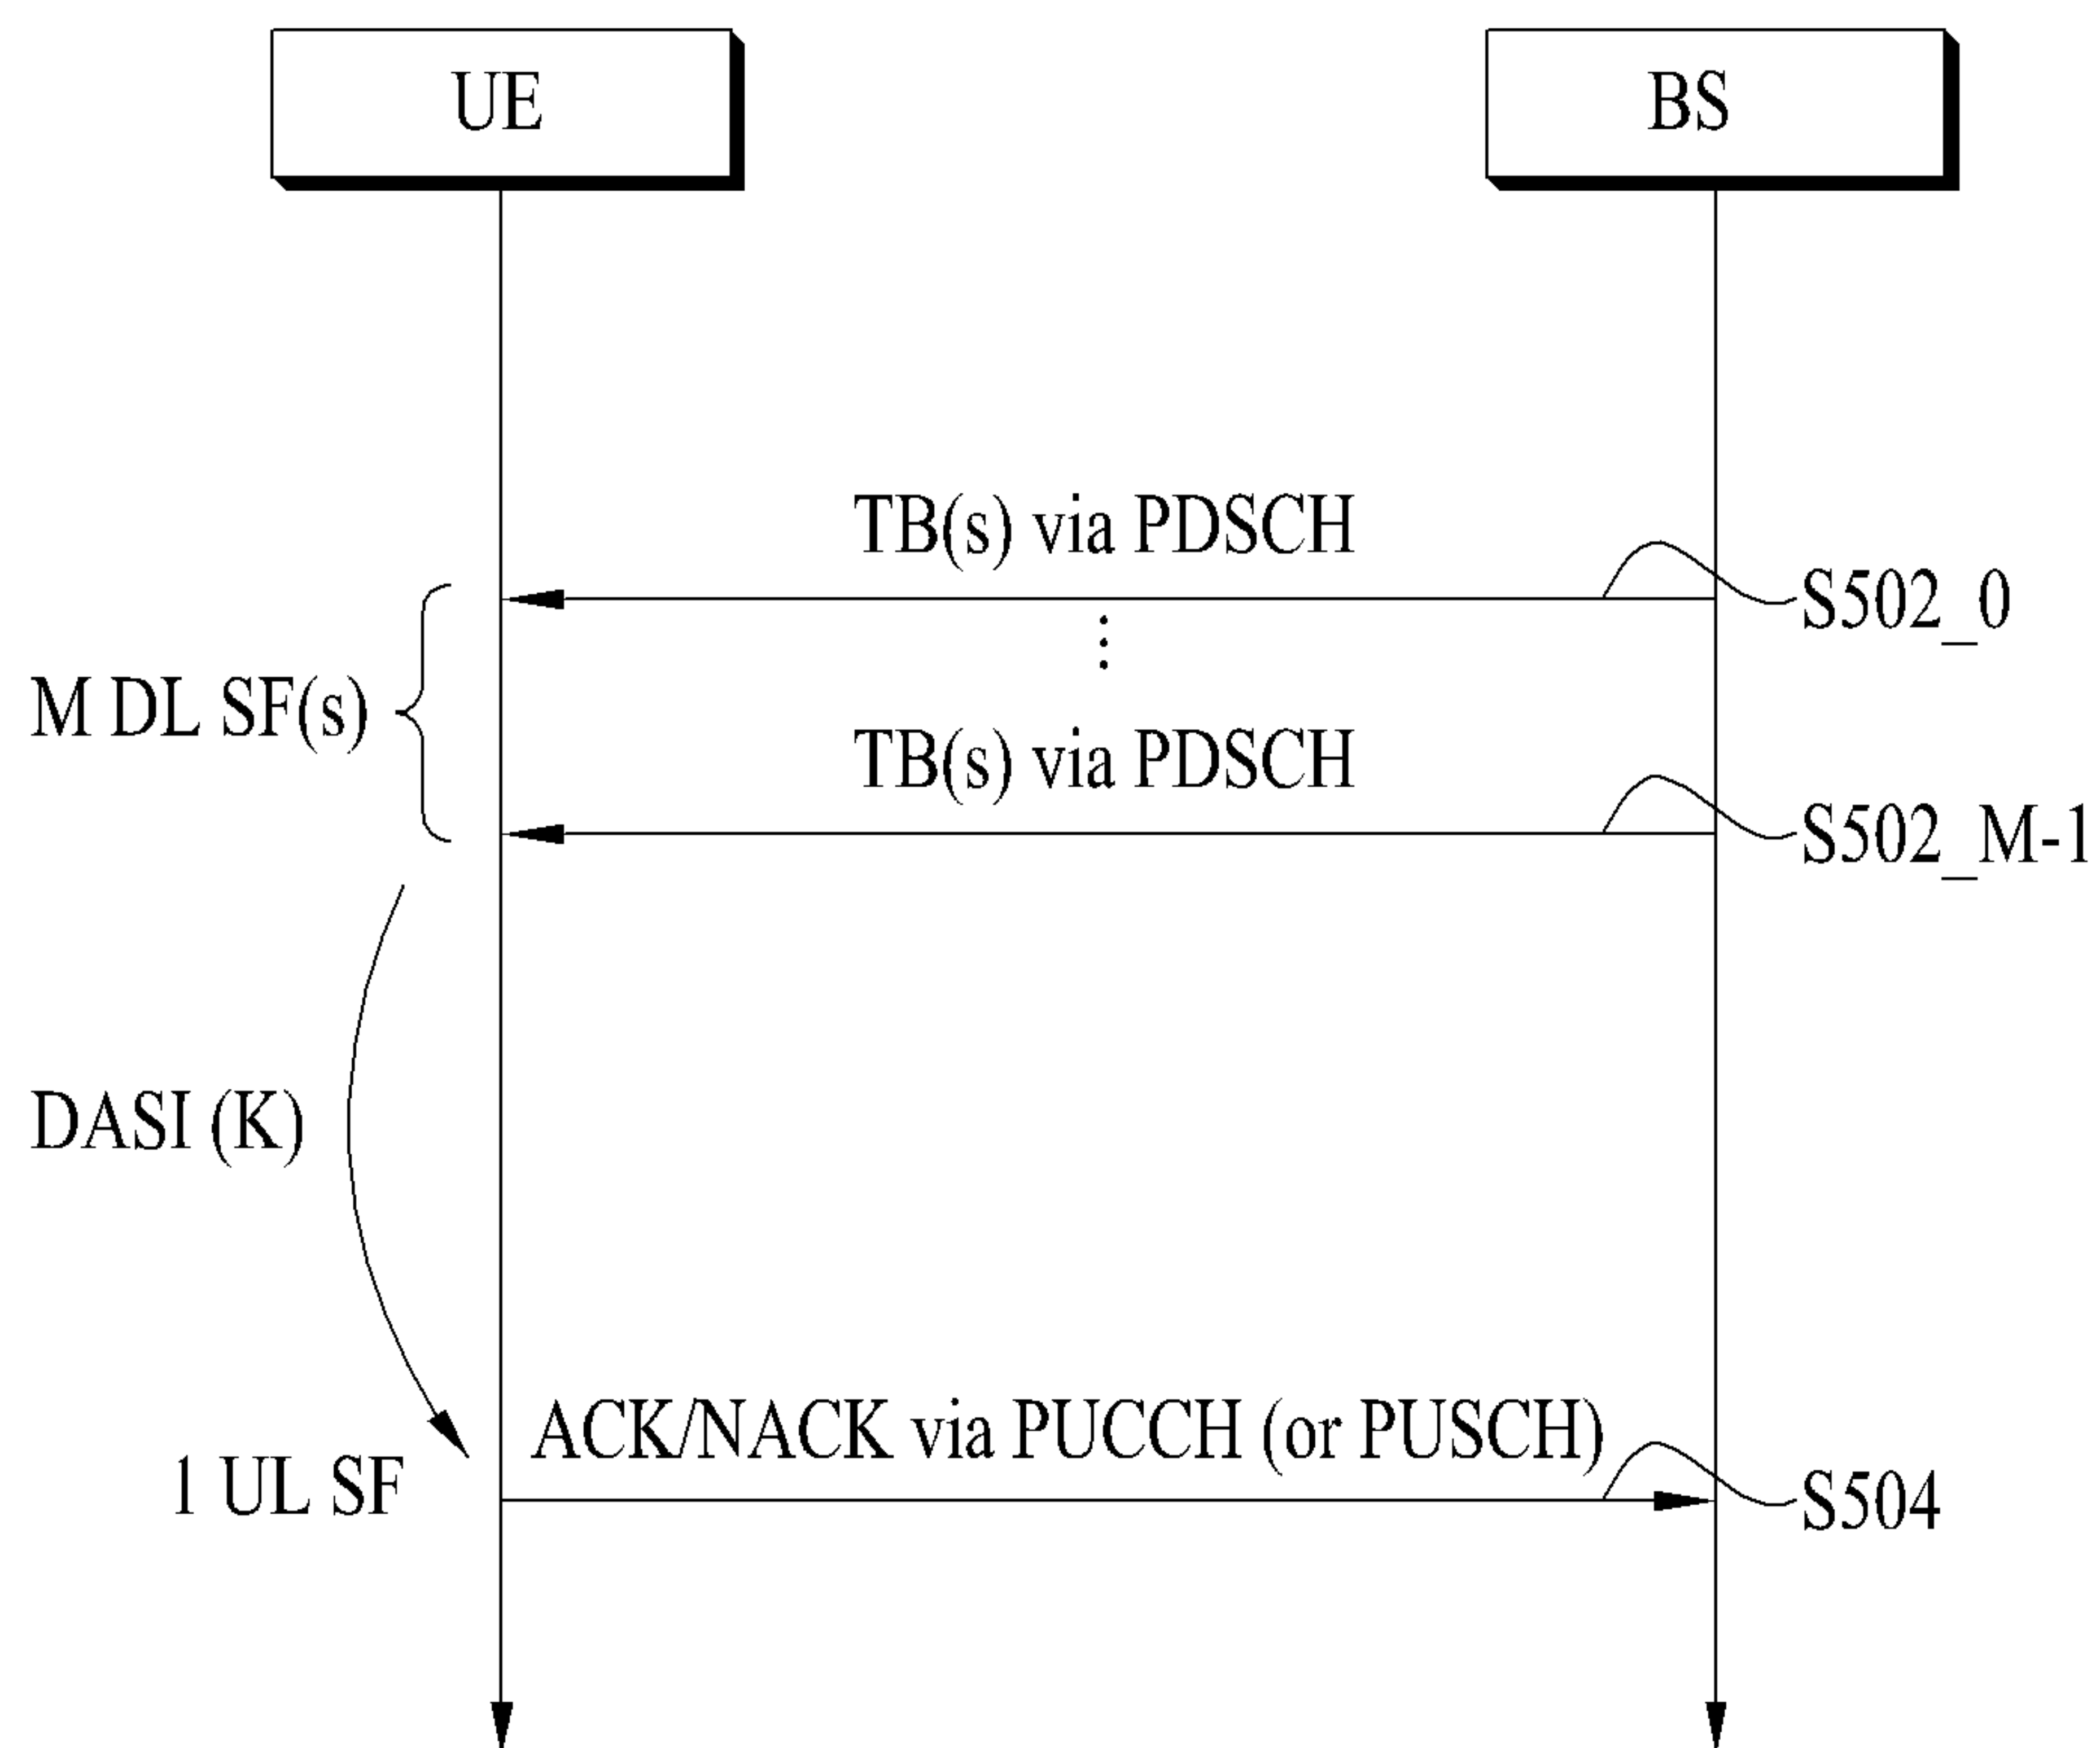 UE
BS
TB(s) via PDSCH
S502_0
M DL SF(s)
TB(s) via PDSCH
S502_M-1
DASI (K)
ACK/NACK via PUCCH (or PUSCH)
1 UL SF
S504